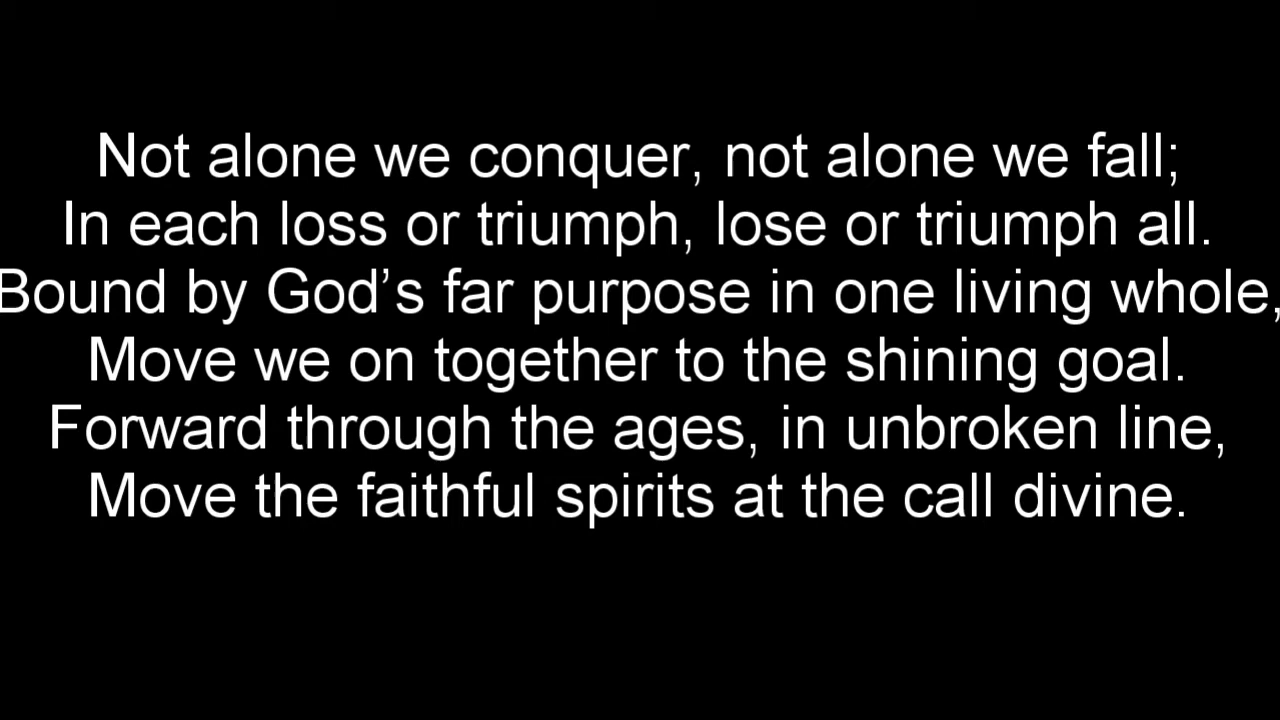 Not alone we conquer, not alone we fall;
In each loss or triumph, lose or triumph all.
Bound by God’s far purpose in one living whole,
Move we on together to the shining goal.
Forward through the ages, in unbroken line,
Move the faithful spirits at the call divine.